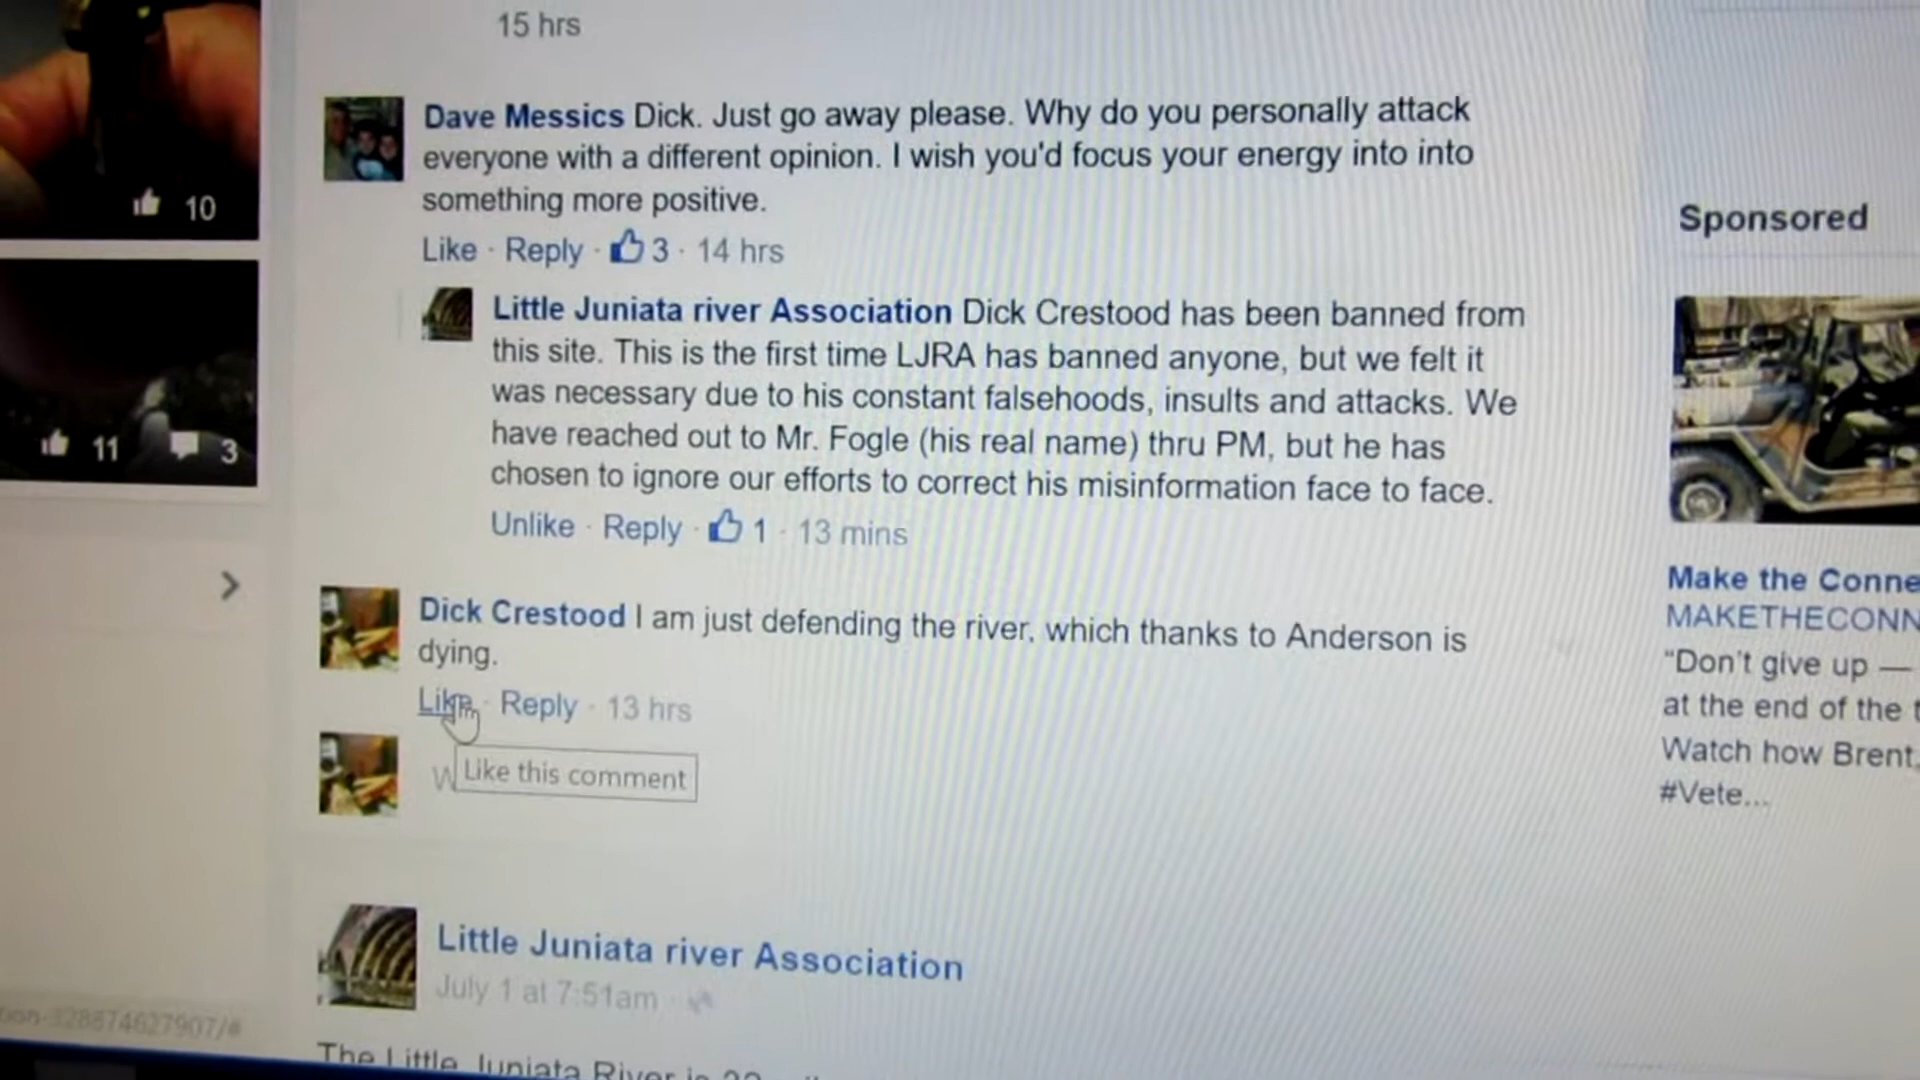 15 hrs
Dave Messics Dick. Just go away please. Why do you personally attack
everyone with a different opinion. I wish you'd focus your energy into into
something more positive.
Like · Reply · 3 · 14 hrs
10
Little Juniata river Association Dick Crestood has been banned from
this site. This is the first time LJRA has banned anyone, but we felt it
was necessary due to his constant falsehoods, insults and attacks. We
have reached out to Mr. Fogle (his real name) thru PM, but he has
chosen to ignore our efforts to correct his misinformation face to face.
Unlike · Reply · 1 · 13 mins
11 3
Dick Crestood I am just defending the river. which thanks to Anderson is
dying.
Like · Reply · 13 hrs
W
Like this comment
Little Juniata river Association
July 1 at 7:51am ·
The Little Juniata River is
Sponsored
Make the Conne
MAKETHECONN
“Don't give up —
at the end of the t
Watch how Brent,
#Vete...